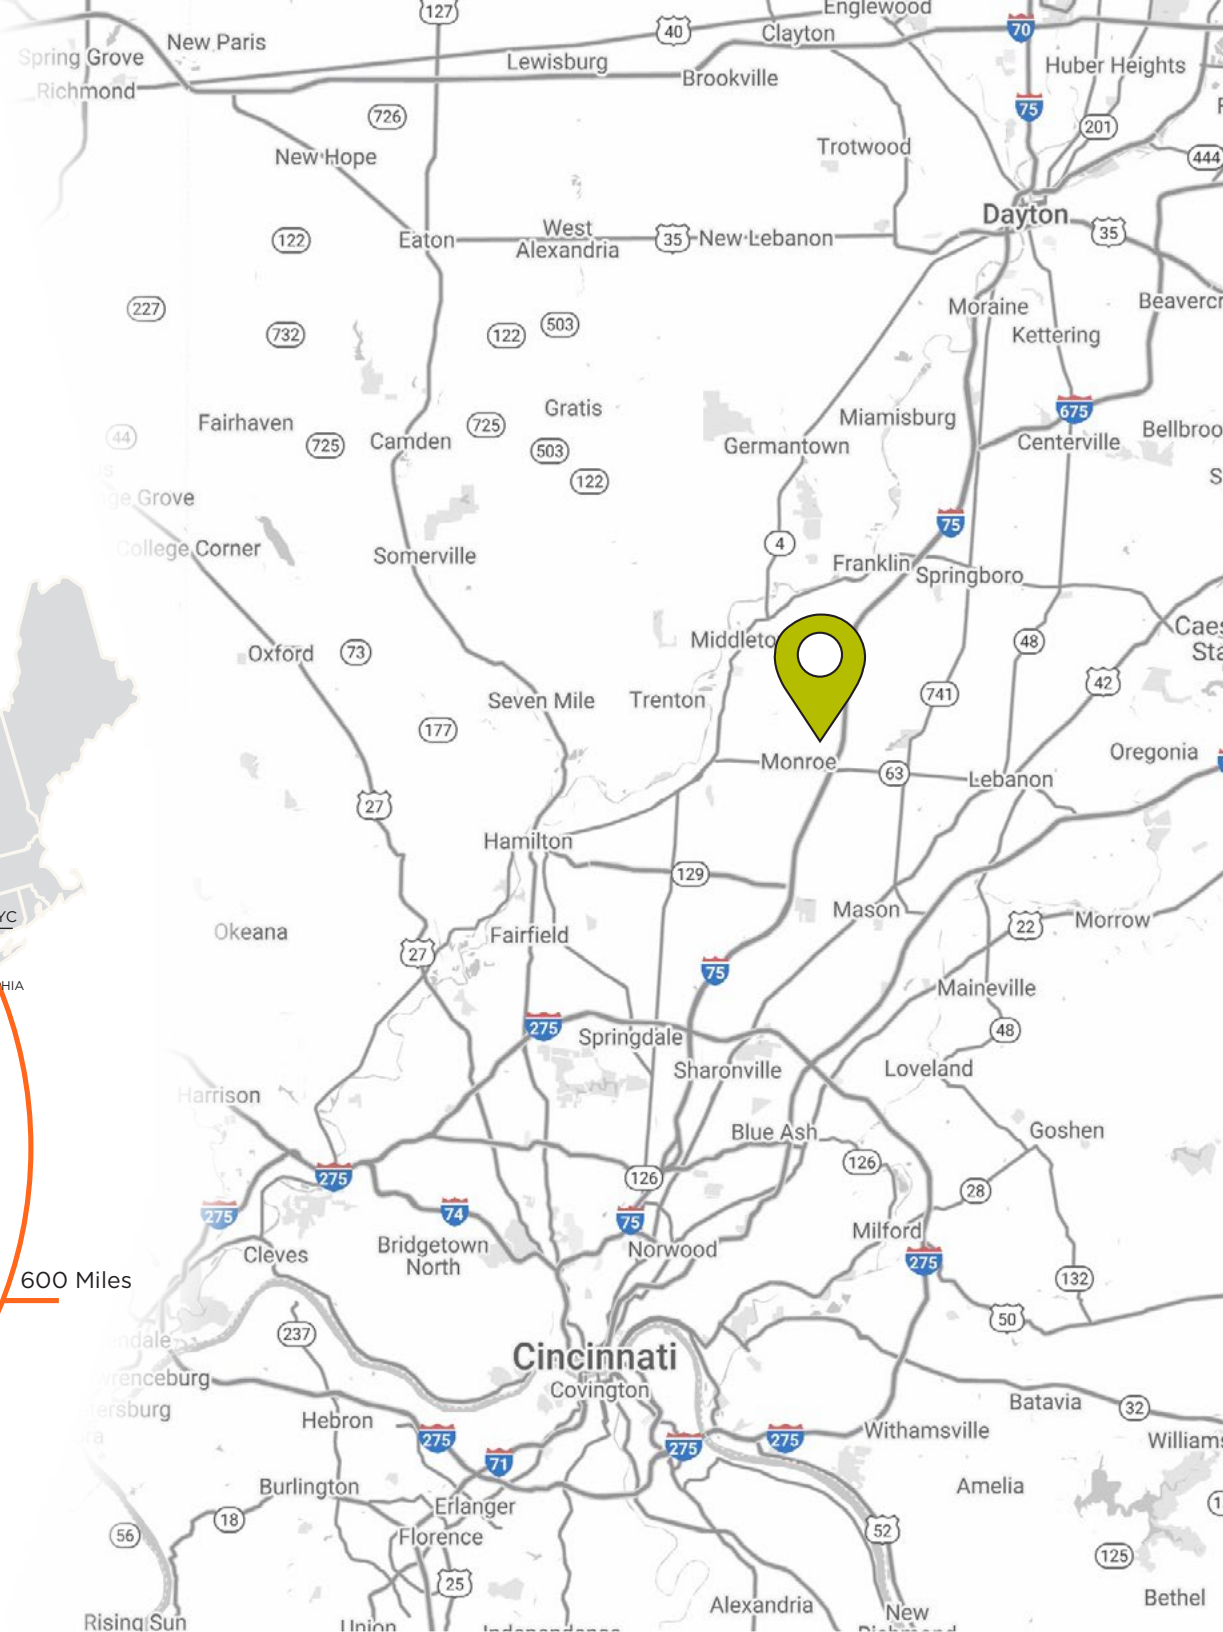 127
Englewood
New Paris
40
Clayton
70
Spring Grove
Lewisburg
Huber Heights
Richmond
Brookville
75
726
201
New Hope
Trotwood
444
Dayton
122
Eaton
West
Alexandria
35
New Lebanon
35
227
Moraine
732
122
503
Kettering
Fairhaven
Gratis
675
44
725
Camden
725
Miamisburg
Germantown
Centerville
503
122
Grove
75
College Corner
Somerville
4
Franklin
Springboro
Oxford
73
48
Seven Mile
Trenton
741
42
177
Monroe
63
Lebanon
Oregonia
27
Hamilton
129
Okeana
Fairfield
Mason
22
Morrow
27
75
Maineville
275
Springdale
48
Sharonville
Loveland
Harrison
Blue Ash
Goshen
275
126
126
28
275
74
75
Bridgetown
North
Norwood
Milford
Cleves
275
600 Miles
132
50
237
Cincinnati
Covington
Hebron
Batavia
32
275
71
275
275
Withamsville
Burlington
Amelia
Erlanger
18
Florence
56
52
125
25
Bethel
Rising Sun
Union
Alexandria
New